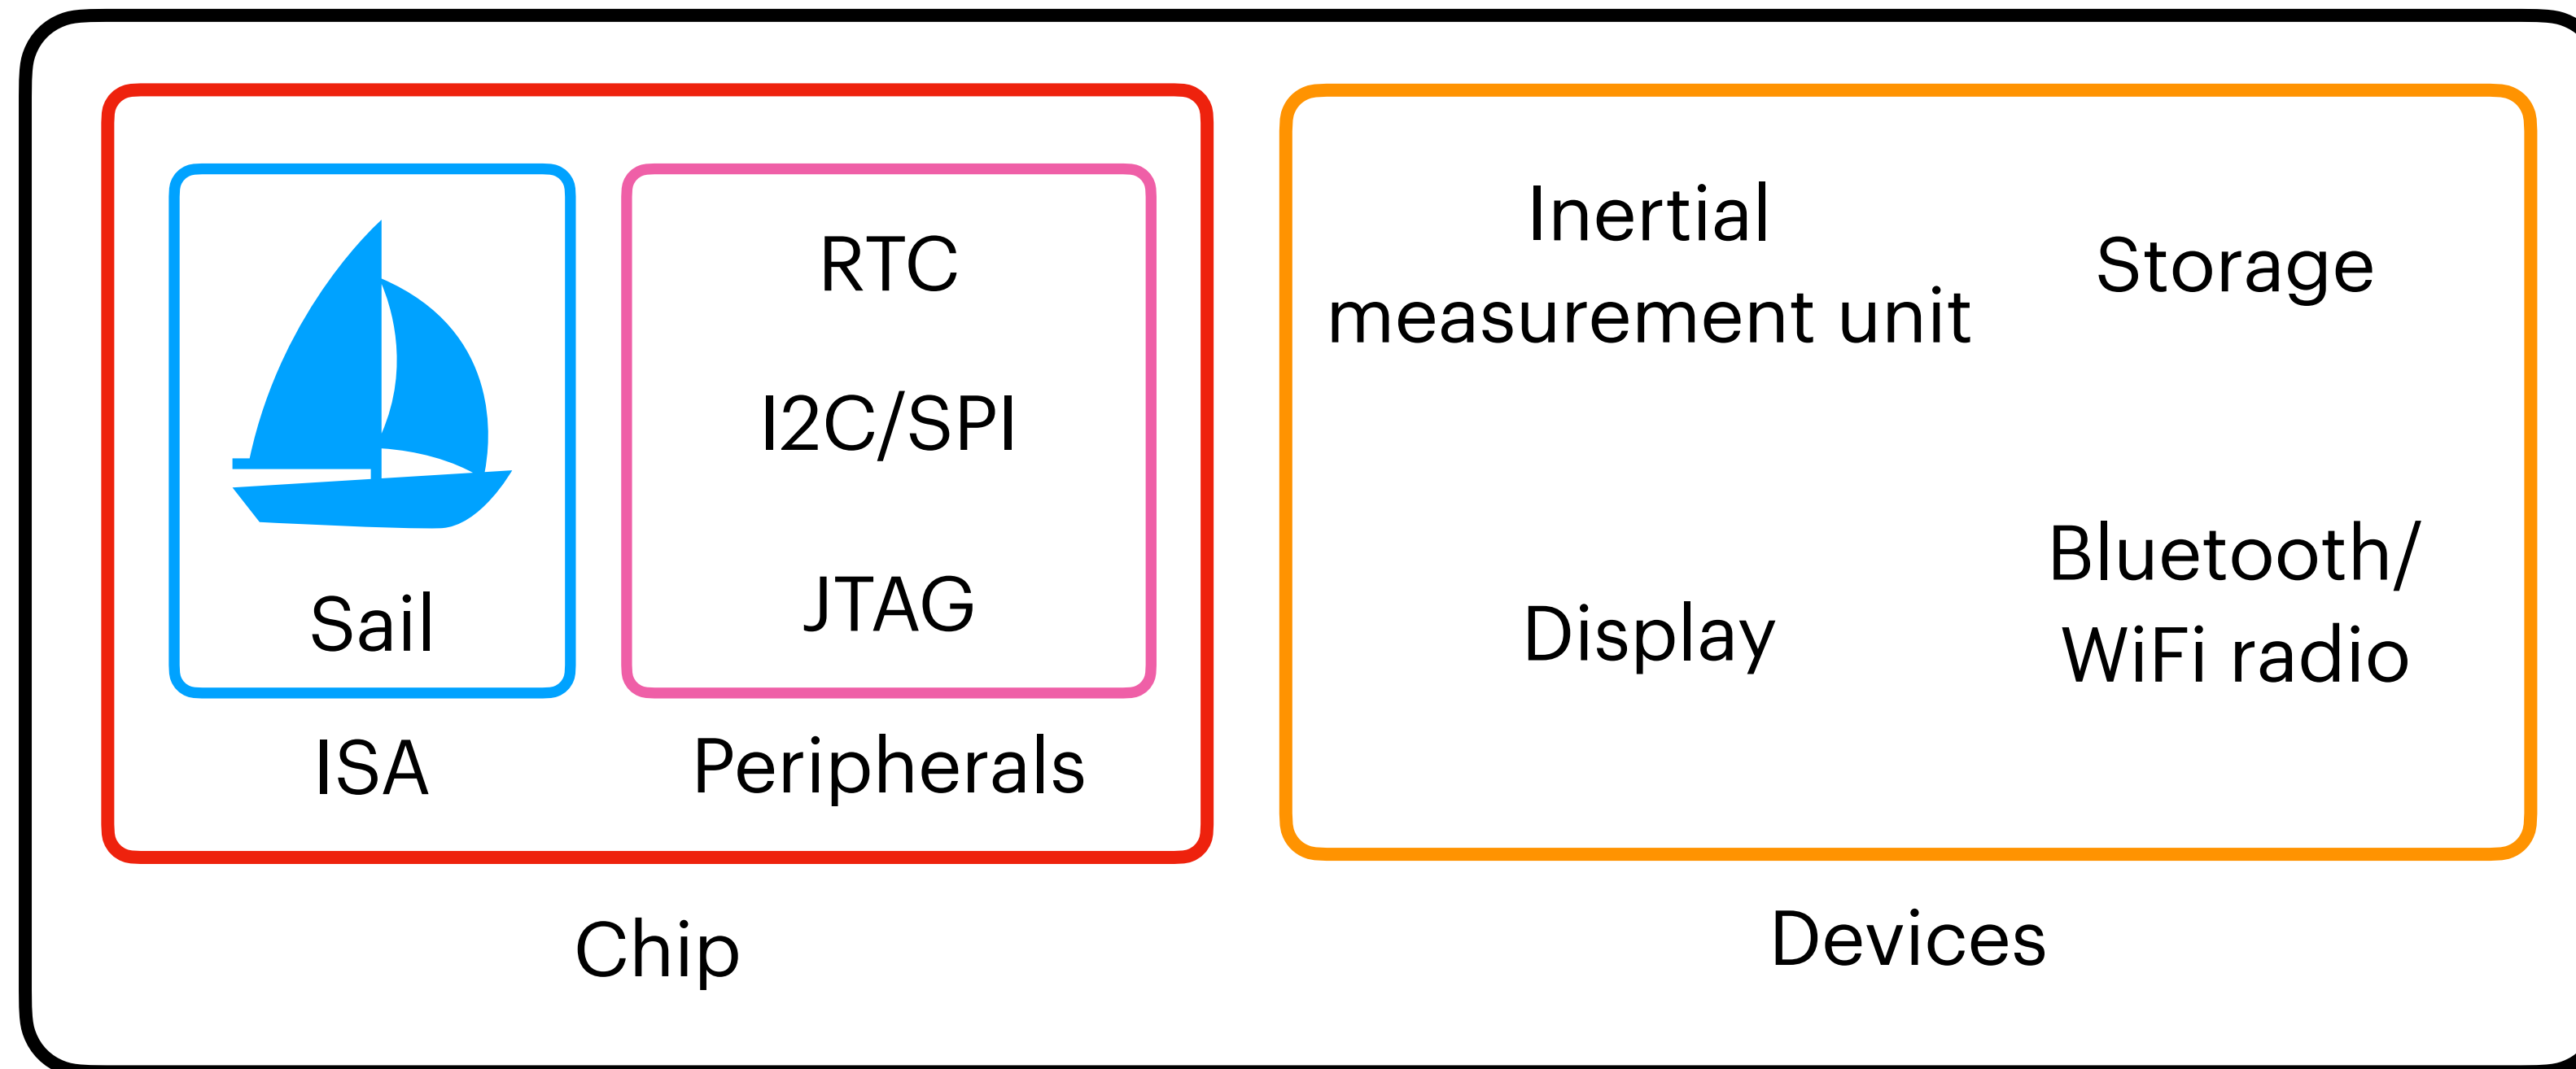 Sail
ISA
RTC
I2C/SPI
JTAG
Peripherals
Chip
Inertial
measurement unit
Storage
Display
Bluetooth/
WiFi radio
Devices